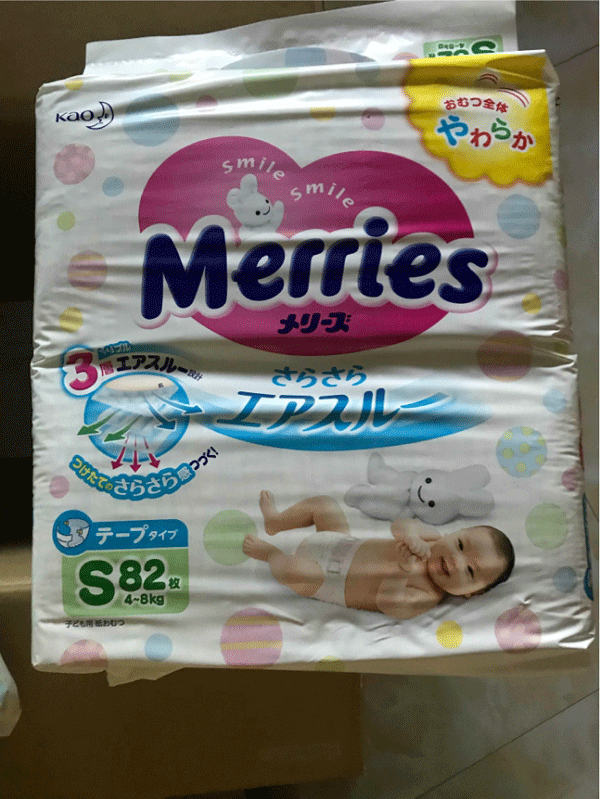 Kao
おむつ全体
やわらか
smile smile
Merries
メリーズ
3層エアスルー設計
さらさら
エアスルー
つけたてのさらさら感つづく!
テープタイプ
S 82枚
4~8kg
子ども用紙おむつ